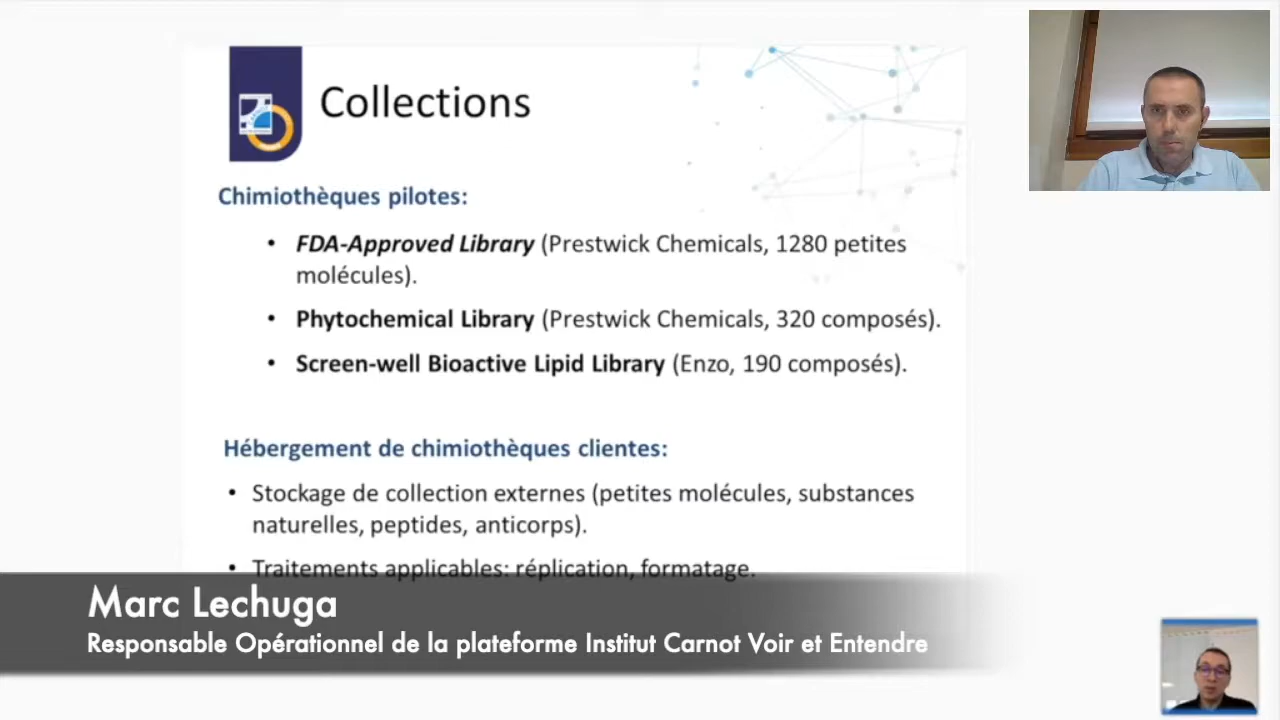 Collections
Chimiothèques pilotes:
• FDA-Approved Library (Prestwick Chemicals, 1280 petites
molécules).
• Phytochemical Library (Prestwick Chemicals, 320 composés).
• Screen-well Bioactive Lipid Library (Enzo, 190 composés).
Hébergement de chimiothèques clientes:
• Stockage de collection externes (petites molécules, substances
naturelles, peptides, anticorps).
• Traitements applicables: réplication, formatage.
Marc Lechuga
Responsable Opérationnel de la plateforme Institut Carnot Voir et Entendre